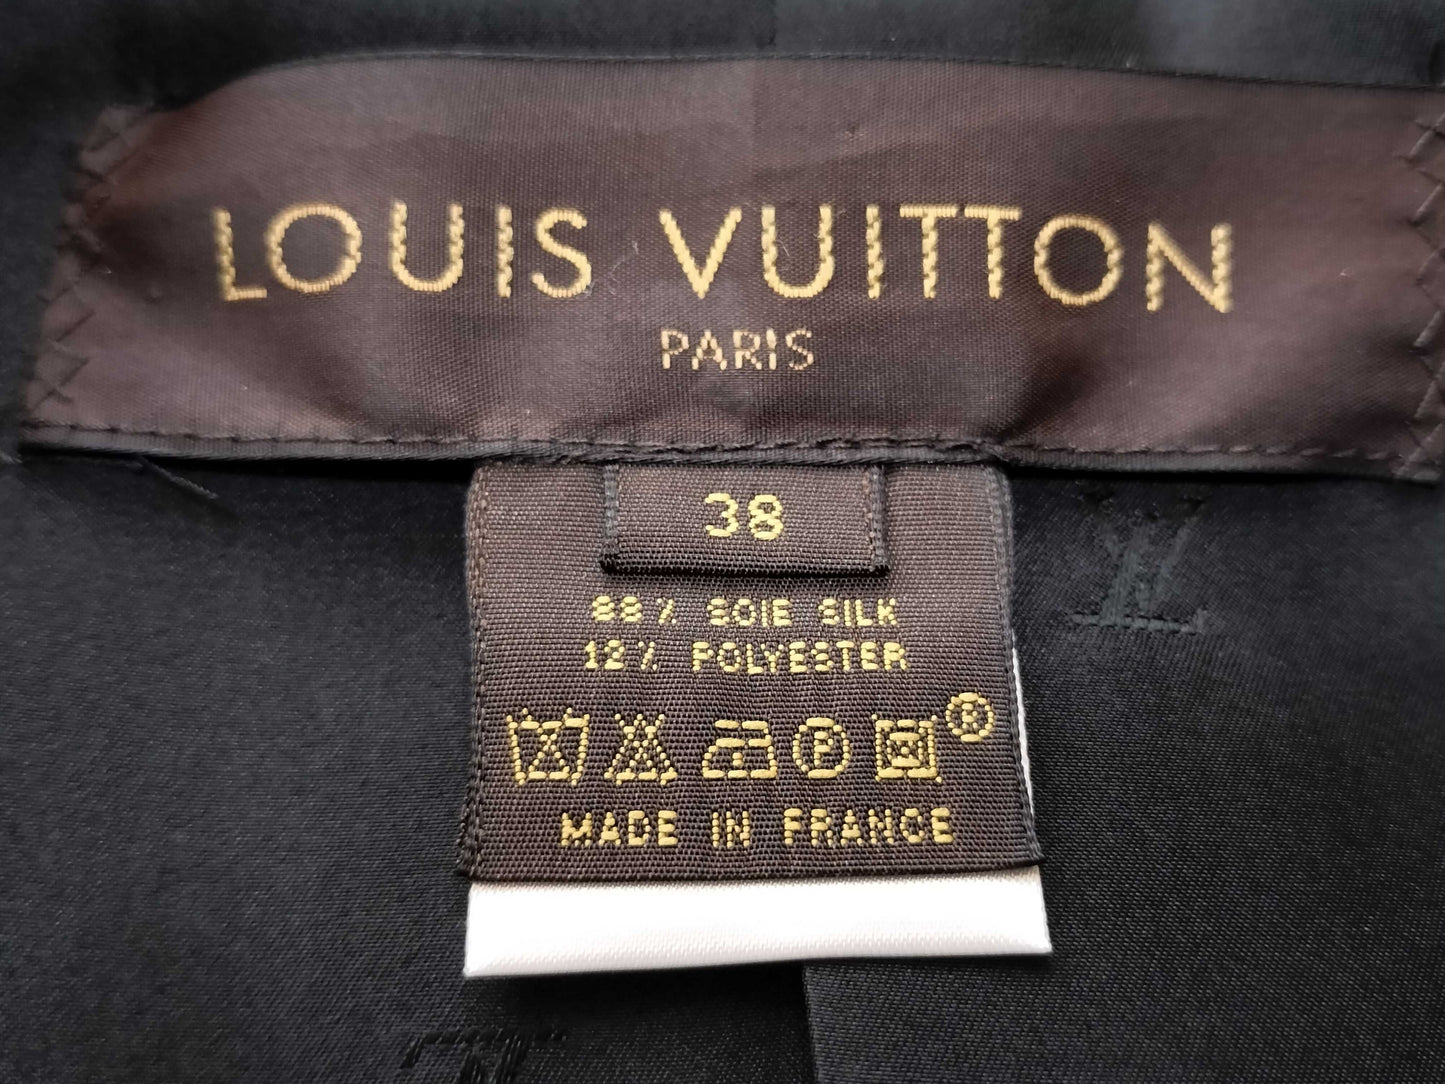 LOUIS VUITTON
PARIS
38
88% SOIE SILK
12% POLYESTER
P
®
MADE IN FRANCE